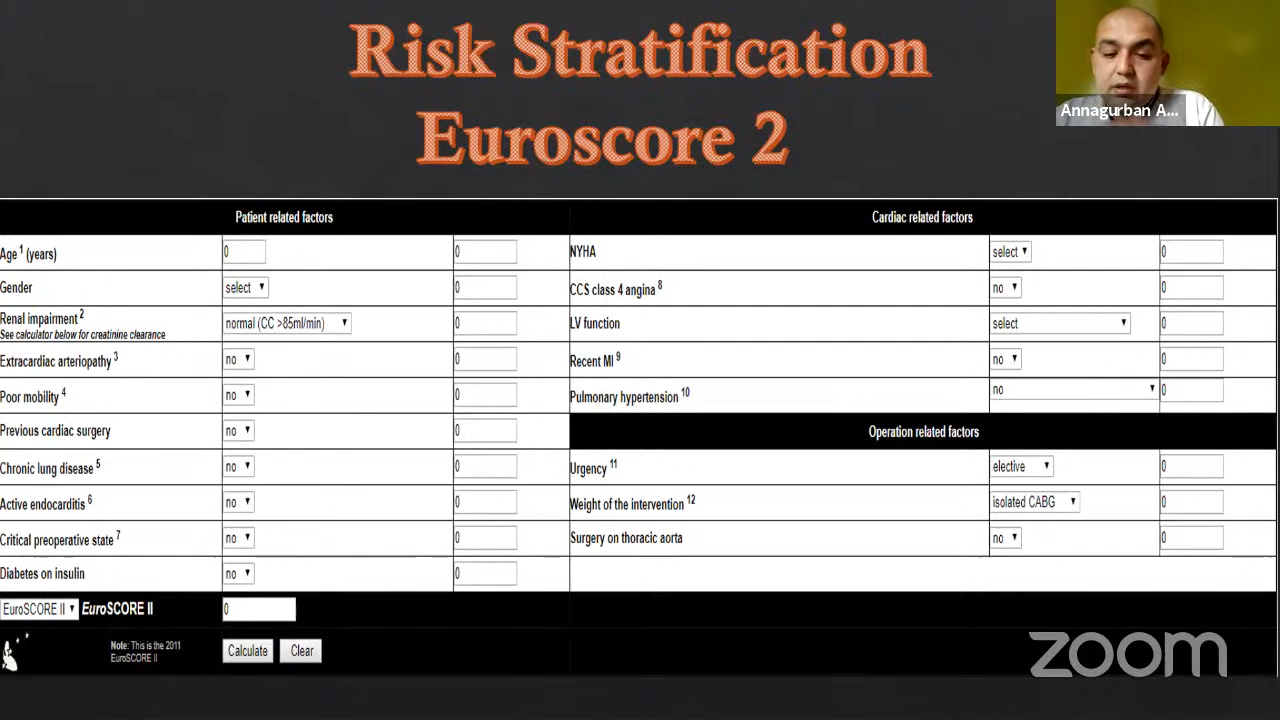 Risk Stratification
Euroscore 2
Annagurban A...
Patient related factors
Cardiac related factors
Age 1 (years) 0 0
NYHA select 0
Gender select 0
CCS class 4 angina 8 no 0
Renal impairment 2
See calculator below for creatinine clearance
normal (CC >85ml/min) 0
LV function select 0
Extracardiac arteriopathy 3 no 0
Recent MI 9 no 0
Poor mobility 4 no 0
Pulmonary hypertension 10 no 0
Previous cardiac surgery no 0
Operation related factors
Chronic lung disease 5 no 0
Urgency 11 elective 0
Active endocarditis 6 no 0
Weight of the intervention 12 isolated CABG 0
Critical preoperative state 7 no 0
Surgery on thoracic aorta no 0
Diabetes on insulin no 0
EuroSCORE II EuroSCORE II 0
Note: This is the 2011
EuroSCORE II
Calculate Clear
zoom